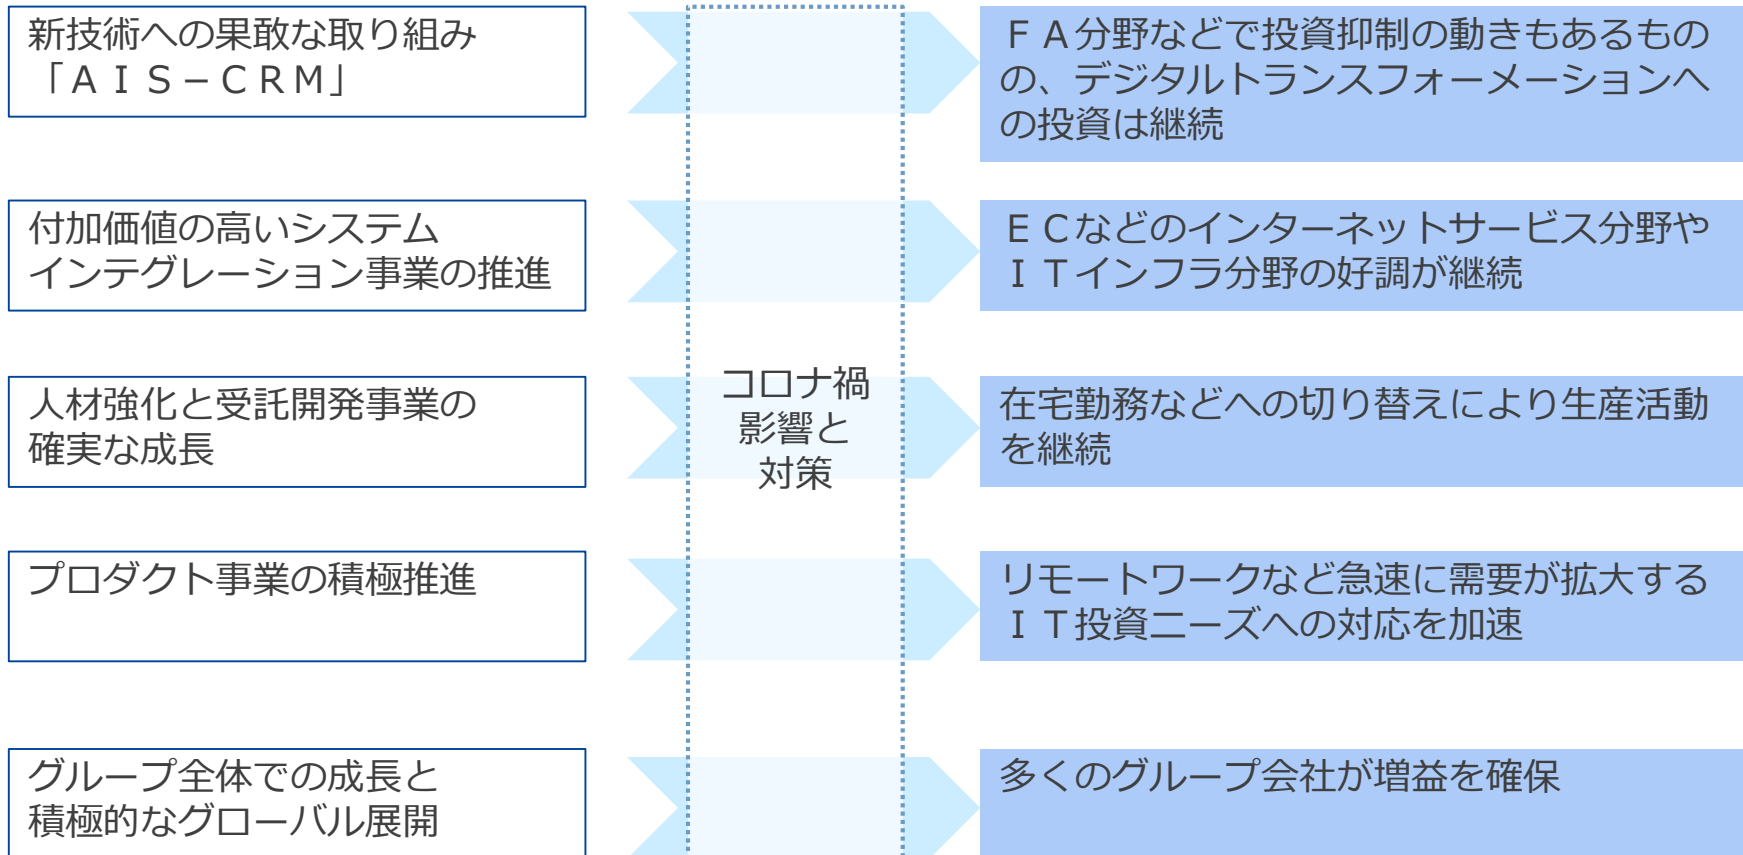 新技術への果敢な取り組み
「ＡＩＳ－ＣＲＭ」
ＦＡ分野などで投資抑制の動きもあるもの
の、デジタルトランスフォーメーションへ
の投資は継続
付加価値の高いシステム
インテグレーション事業の推進
ＥＣなどのインターネットサービス分野や
ＩＴインフラ分野の好調が継続
人材強化と受託開発事業の
確実な成長
コロナ禍
影響と
対策
在宅勤務などへの切り替えにより生産活動
を継続
プロダクト事業の積極推進
リモートワークなど急速に需要が拡大する
ＩＴ投資ニーズへの対応を加速
グループ全体での成長と
積極的なグローバル展開
多くのグループ会社が増益を確保